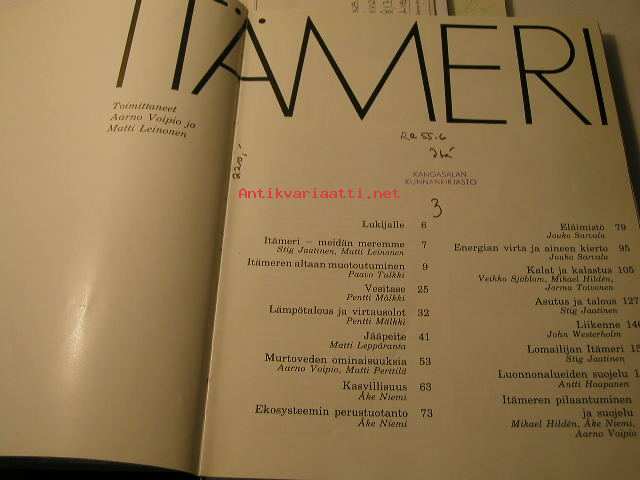 ITÄMERI
Toimittaneet
Aarno Voipio ja
Matti Leinonen
220,-
Antikvariaatti.net
KANGASALAN
KUNNANKIRJASTO
3
Lukijalle 6
Itämeri – meidän meremme 7
Stig Jaatinen, Matti Leinonen
Itämeren altaan muotoutuminen 9
Paavo Tulkki
Vesitase 25
Pentti Mälkki
Lämpötalous ja virtausolot 32
Pentti Mälkki
Jääpeite 41
Matti Leppäranta
Murtoveden ominaisuuksia 53
Aarno Voipio, Matti Perttilä
Kasvillisuus 63
Åke Niemi
Ekosysteemin perustuotanto 73
Åke Niemi
Eläimistö 79
Jouko Sarvala
Energian virta ja aineen kierto 95
Jouko Sarvala
Kalat ja kalastus 105
Veikko Sjöblom, Mikael Hildén,
Jorma Toivonen
Asutus ja talous 127
Stig Jaatinen
Liikenne 140
John Westerholm
Lomailijan Itämeri 15
Stig Jaatinen
Luonnonalueiden suojelu 1
Antti Haapanen
Itämeren pilaantuminen
ja suojelu
Mikael Hildén, Åke Niemi,
Aarno Voipio